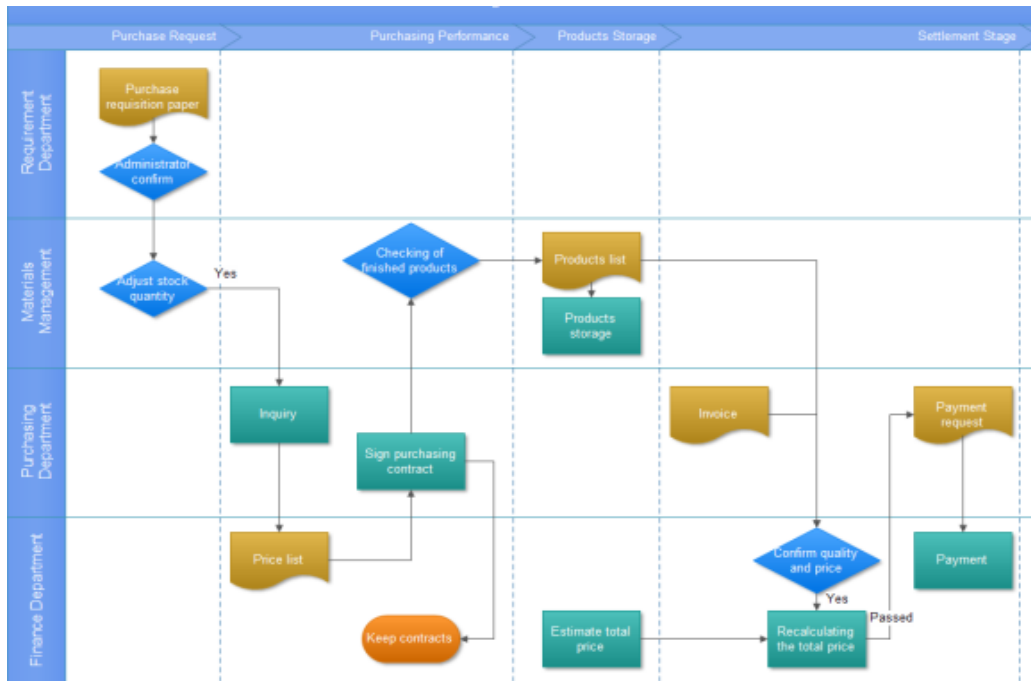 Purchase Request
Purchasing Performance
Products Storage
Settlement Stage
Requirement
Department
Purchase
requisition paper
Administrator
confirm
Materials
Management
Adjust stock
quantity
Yes
Checking of
finished products
Products list
Products
storage
Purchasing
Department
Inquiry
Sign purchasing
contract
Invoice
Payment
request
Finance Department
Price list
Keep contracts
Estimate total
price
Confirm quality
and price
Yes
Recalculating
the total price
Passed
Payment